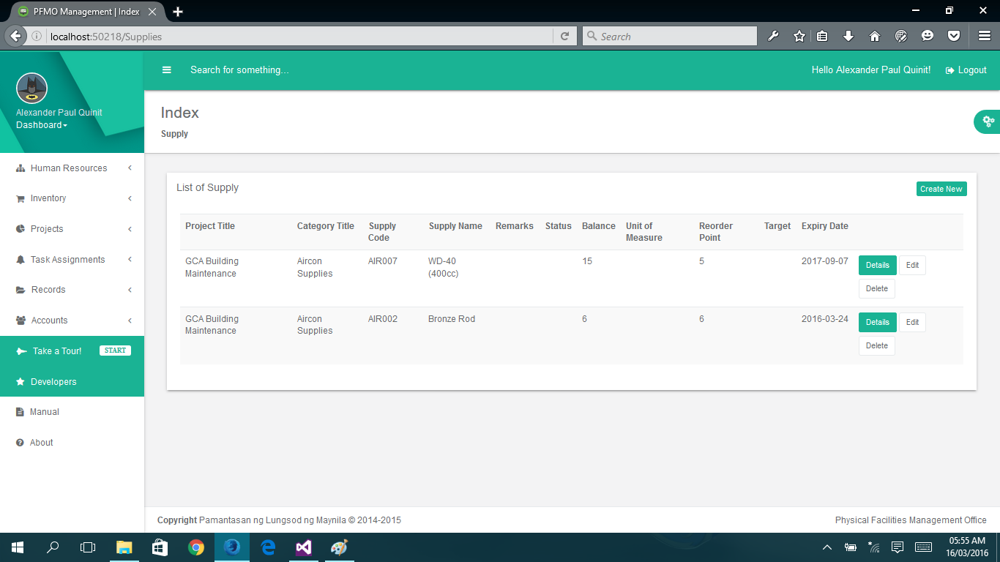 PFMO Management | Index
localhost:50218/Supplies
Search
Search for something...
Hello Alexander Paul Quinit!
Logout
Alexander Paul Quinit
Dashboard
Index
Supply
Human Resources
Inventory
Projects
Task Assignments
Records
Accounts
Take a Tour!
START
Developers
Manual
About
List of Supply
Create New
Project Title Category Title Supply Code Supply Name Remarks Status Balance Unit of Measure Reorder Point Target Expiry Date
GCA Building Maintenance Aircon Supplies AIR007 WD-40 (400cc) 15 5 2017-09-07 Details Edit
Delete
GCA Building Maintenance Aircon Supplies AIR002 Bronze Rod 6 6 2016-03-24 Details Edit
Delete
Copyright Pamantasan ng Lungsod ng Maynila © 2014-2015
Physical Facilities Management Office
05:55 AM
16/03/2016